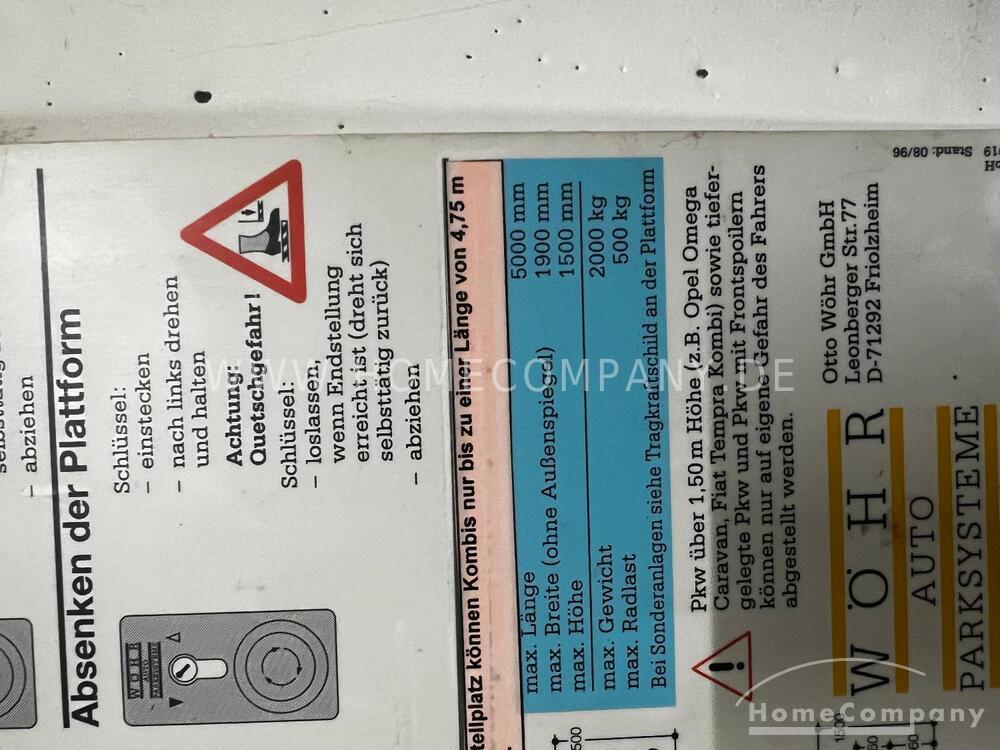 abziehen
Absenken der Plattform
Schlüssel:
– einstecken
– nach links drehen
und halten
Achtung:
Quetschgefahr!
Schlüssel:
– loslassen,
wenn Endstellung
erreicht ist (dreht sich
selbsttätig zurück)
– abziehen
WÖHR
AUTO
PARKSYSTEME
können Kombis nur bis zu einer Länge von 4,75 m
max. Länge 5000 mm
max. Breite (ohne Außenspiegel) 1900 mm
max. Höhe 1500 mm
max. Gewicht 2000 kg
max. Radlast 500 kg
Bei Sonderanlagen siehe Tragkraftschild an der Plattform
Pkw über 1,50 m Höhe (z.B. Opel Omega
Caravan, Fiat Tempra Kombi) sowie tiefer-
gelegte Pkw und Pkw mit Frontspoilern
können nur auf eigene Gefahr des Fahrers
abgestellt werden.
WÖHR
AUTO
PARKSYSTEME
Otto Wöhr GmbH
Leonberger Str.77
D-71292 Friolzheim
Stand: 08/96
WWW.HOMECOMPANY.DE
HomeCompany